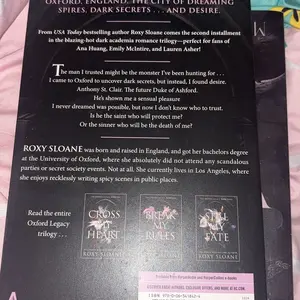 OXFORD, ENGLAND, THE CITY OF DREAMING
SPIRES, DARK SECRETS . . . AND DESIRE.
From USA Today bestselling author Roxy Sloane comes the second installment
in the blazing-hot dark academia romance trilogy—perfect for fans of
Ana Huang, Emily McIntire, and Lauren Asher!
The man I trusted might be the monster I've been hunting for . . .
I came to Oxford to uncover dark secrets, but instead, I found desire.
Anthony St. Clair. The future Duke of Ashford.
He's shown me a sensual pleasure
I never dreamed was possible, but now I don't know who to trust.
Is he the saint who will protect me?
Or the sinner who will be the death of me?
ROXY SLOANE was born and raised in England, and got her bachelors degree
at the University of Oxford, where she absolutely did not attend any scandalous
parties or secret society events. Not at all. She currently lives in Los Angeles, where
she enjoys recklessly writing spicy scenes in public places.
Read the entire
Oxford Legacy
trilogy . . .
CROSS
MY
HEART
ROXY SLOANE
BREAK
MY
RULES
ROXY SLOANE
SEAL
MY
FATE
ROXY SLOANE